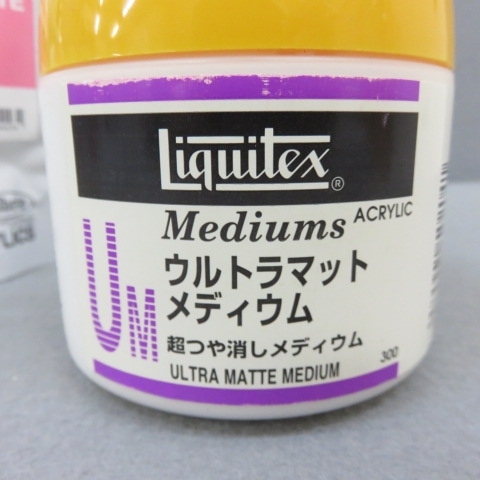 Liquitex®
Mediums ACRYLIC
UM
ウルトラマット
メディウム
超つや消しメディウム
300
ULTRA MATTE MEDIUM